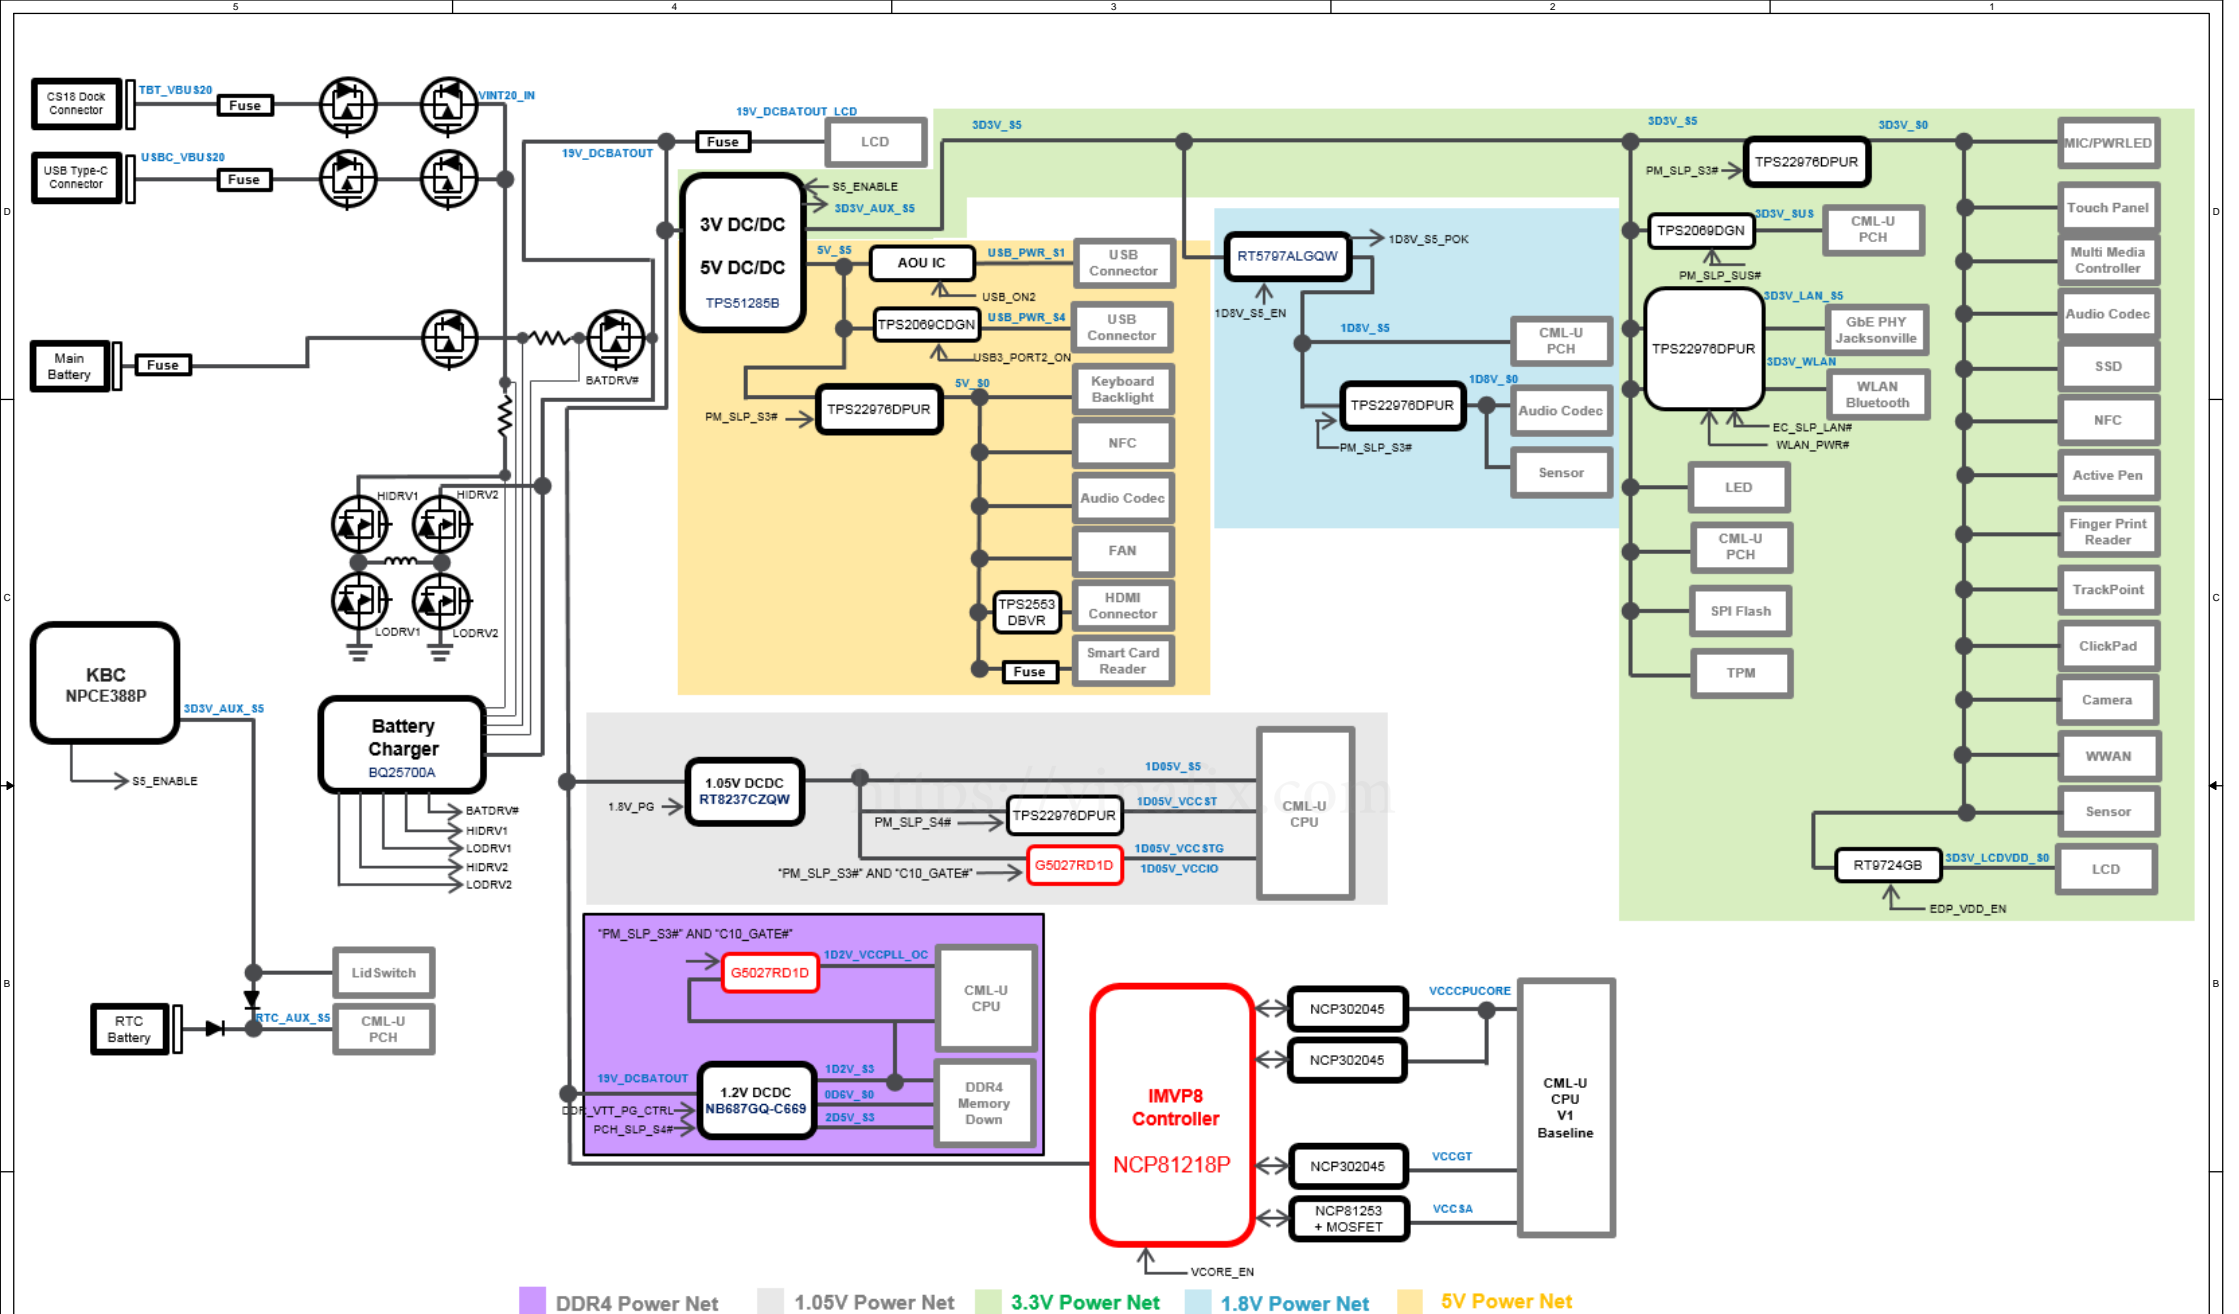 5
4
3
2
1
D
C
B
D
C
B
CS18 Dock
Connector
TBT_VBUS20
Fuse
VINT20_IN
USB Type-C
Connector
USBC_VBUS20
Fuse
Main
Battery
Fuse
BATDRV#
19V_DCBATOUT
Fuse
19V_DCBATOUT_LCD
LCD
3V DC/DC
5V DC/DC
TPS51285B
S5_ENABLE
3D3V_AUX_S5
3D3V_S5
5V_S5
AOU IC
USB_PWR_S1
USB
Connector
USB_ON2
TPS2069CDGN
USB_PWR_S4
USB
Connector
USB3_PORT2_ON
PM_SLP_S3#
TPS22976DPUR
5V_S0
Keyboard
Backlight
NFC
Audio Codec
FAN
TPS2553
DBVR
HDMI
Connector
Fuse
Smart Card
Reader
RT5797ALGQW
1D8V_S5_POK
1D8V_S5_EN
1D8V_S5
CML-U
PCH
TPS22976DPUR
1D8V_S0
PM_SLP_S3#
Audio Codec
Sensor
3D3V_S5
PM_SLP_S3#
TPS22976DPUR
3D3V_S0
TPS2069DGN
3D3V_SUS
CML-U
PCH
PM_SLP_SUS#
TPS22976DPUR
3D3V_LAN_S5
GbE PHY
Jacksonville
3D3V_WLAN
WLAN
Bluetooth
EC_SLP_LAN#
WLAN_PWR#
LED
CML-U
PCH
SPI Flash
TPM
MIC/PWRLED
Touch Panel
Multi Media
Controller
Audio Codec
SSD
NFC
Active Pen
Finger Print
Reader
TrackPoint
ClickPad
Camera
WWAN
Sensor
RT9724GB
3D3V_LCDVDD_S0
LCD
EDP_VDD_EN
HIDRV1
HIDRV2
LODRV1
LODRV2
KBC
NPCE388P
3D3V_AUX_S5
S5_ENABLE
Battery
Charger
BQ25700A
BATDRV#
HIDRV1
LODRV1
HIDRV2
LODRV2
LidSwitch
RTC
Battery
RTC_AUX_S5
CML-U
PCH
1.8V_PG
1.05V DCDC
RT8237CZQW
1D05V_S5
PM_SLP_S4#
TPS22976DPUR
1D05V_VCCST
"PM_SLP_S3#" AND "C10_GATE#"
G5027RD1D
1D05V_VCCSTG
1D05V_VCCIO
CML-U
CPU
https://vinafix.com
"PM_SLP_S3#" AND "C10_GATE#"
G5027RD1D
1D2V_VCCPLL_OC
CML-U
CPU
19V_DCBATOUT
DDR_VTT_PG_CTRL
PCH_SLP_S4#
1.2V DCDC
NB687GQ-C669
1D2V_S3
0D6V_S0
2D5V_S3
DDR4
Memory
Down
IMVP8
Controller
NCP81218P
VCORE_EN
NCP302045
NCP302045
NCP302045
NCP81253
+ MOSFET
VCCCPUCORE
VCCGT
VCCSA
CML-U
CPU
V1
Baseline
DDR4 Power Net
1.05V Power Net
3.3V Power Net
1.8V Power Net
5V Power Net